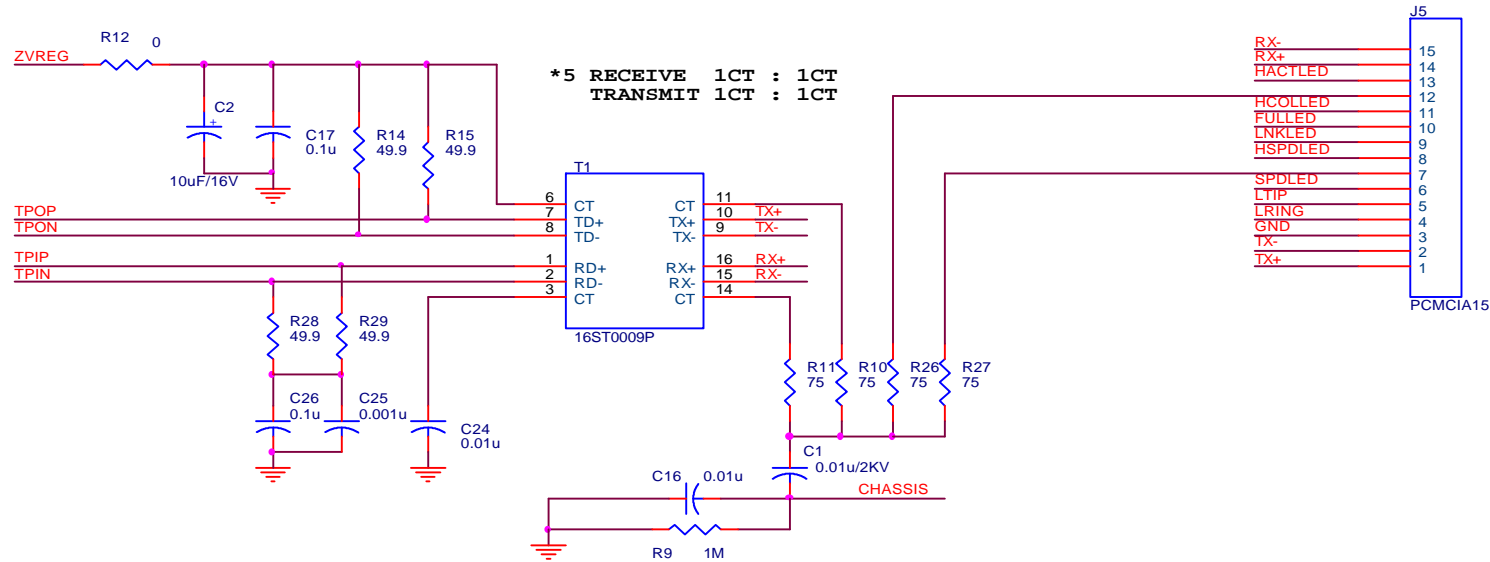 R12 0
ZVREG
*5 RECEIVE 1CT : 1CT
TRANSMIT 1CT : 1CT
C2
+
10uF/16V
C17
0.1u
R14
49.9
R15
49.9
TPOP
TPON
TPIP
TPIN
T1
6 CT
7 TD+
8 TD-
1 RD+
2 RD-
3 CT
CT 11
TX+ 10 TX+
TX- 9 TX-
RX+ 16 RX+
RX- 15 RX-
CT 14
16ST0009P
R28
49.9
R29
49.9
C26
0.1u
C25
0.001u
C24
0.01u
R11
75
R10
75
R26
75
R27
75
C1
0.01u/2KV
C16 0.01u
CHASSIS
R9 1M
J5
RX- 15
RX+ 14
HACTLED 13
12
HCOLLED 11
FULLED 10
LNKLED 9
HSPDLED 8
7
SPDLED 6
LTIP 5
LRING 4
GND 3
TX- 2
TX+ 1
PCMCIA15